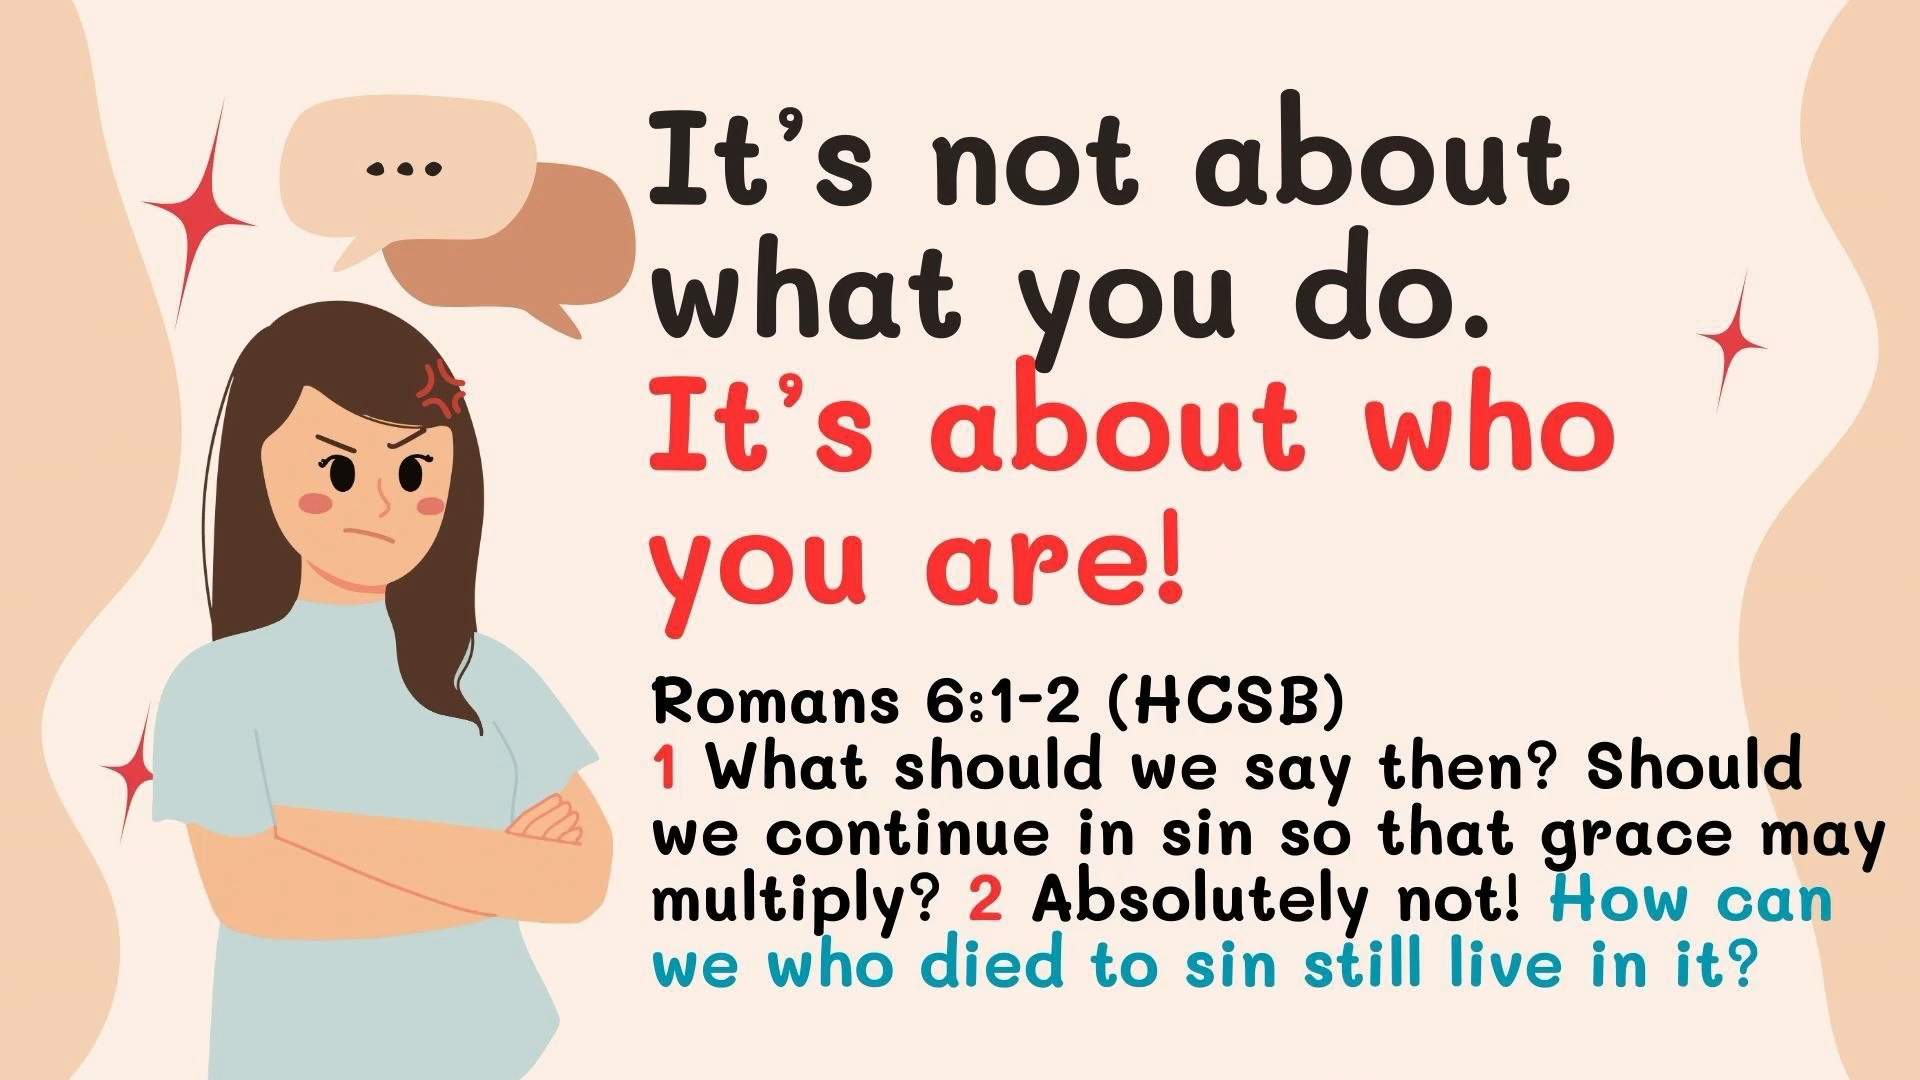 It's not about
what you do.
It's about who
you are!
Romans 6:1-2 (HCSB)
1 What should we say then? Should
we continue in sin so that grace may
multiply? 2 Absolutely not! How can
we who died to sin still live in it?